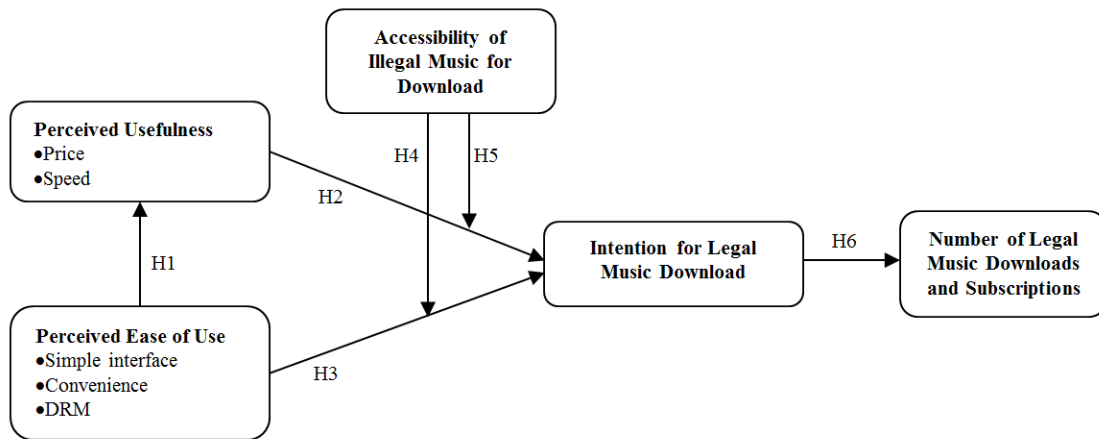 Accessibility of
Illegal Music for
Download
Perceived Usefulness
•Price
•Speed
H4
H5
H2
Intention for Legal
Music Download
H6
Number of Legal
Music Downloads
and Subscriptions
H1
Perceived Ease of Use
•Simple interface
•Convenience
•DRM
H3